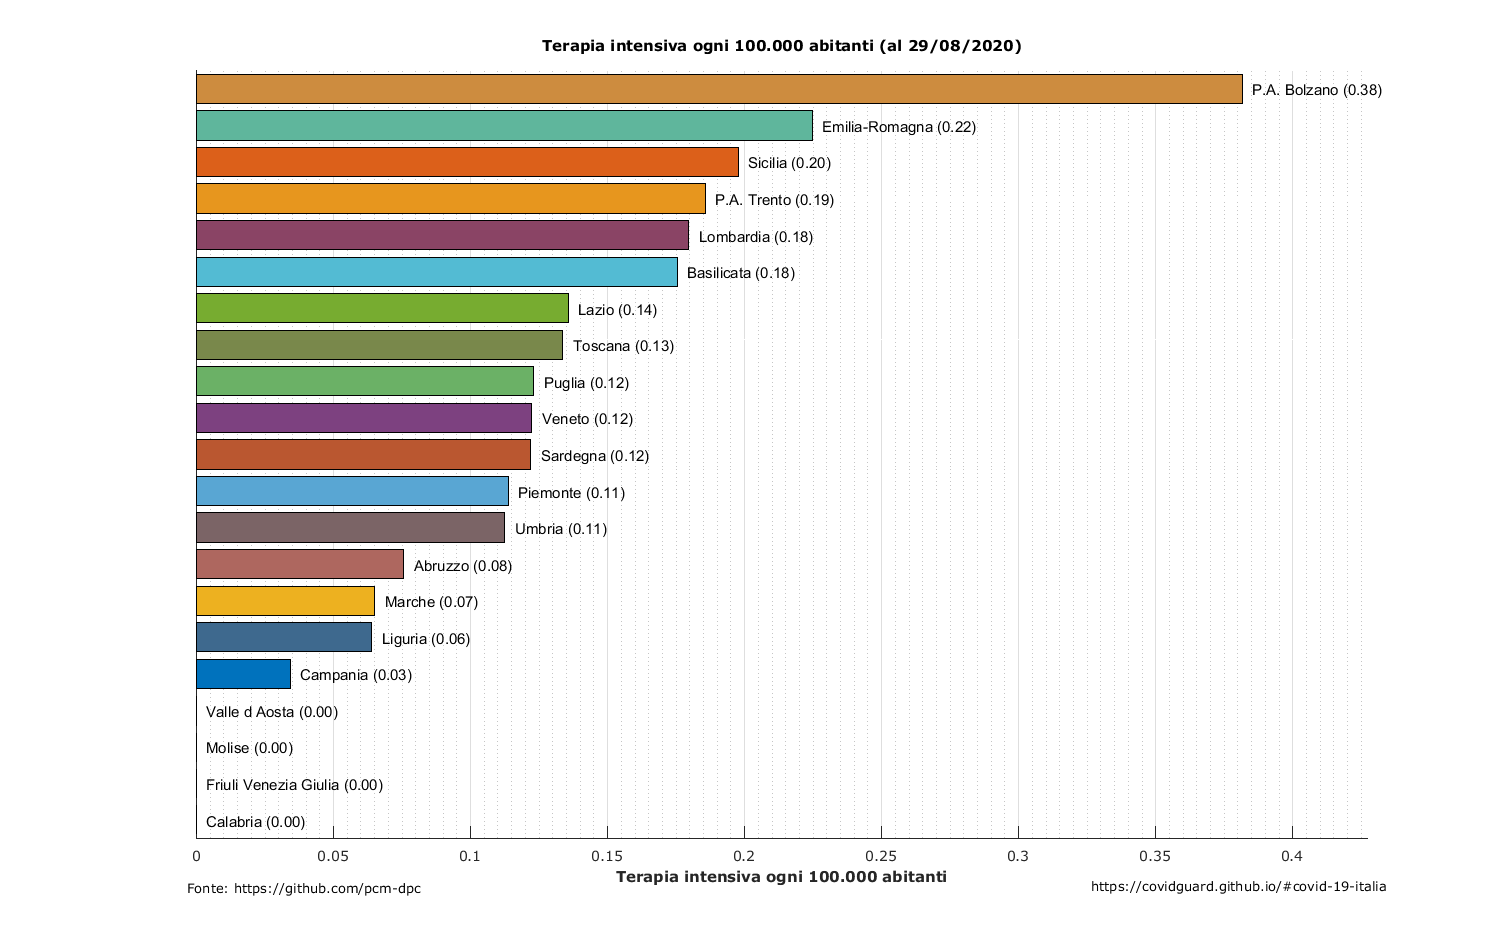 Terapia intensiva ogni 100.000 abitanti (al 29/08/2020)
P.A. Bolzano (0.38)
Emilia-Romagna (0.22)
Sicilia (0.20)
P.A. Trento (0.19)
Lombardia (0.18)
Basilicata (0.18)
Lazio (0.14)
Toscana (0.13)
Puglia (0.12)
Veneto (0.12)
Sardegna (0.12)
Piemonte (0.11)
Umbria (0.11)
Abruzzo (0.08)
Marche (0.07)
Liguria (0.06)
Campania (0.03)
Valle d Aosta (0.00)
Molise (0.00)
Friuli Venezia Giulia (0.00)
Calabria (0.00)
0 0.05 0.1 0.15 0.2 0.25 0.3 0.35 0.4
Terapia intensiva ogni 100.000 abitanti
Fonte: https://github.com/pcm-dpc
https://covidguard.github.io/#covid-19-italia